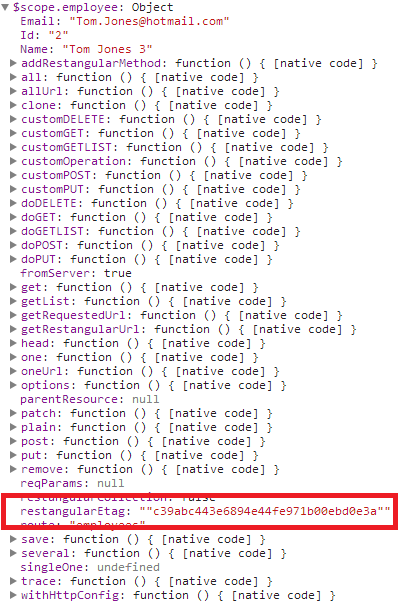 $scope.employee: Object
Email: "Tom.Jones@hotmail.com"
Id: "2"
Name: "Tom Jones 3"
addRestangularMethod: function () { [native code] }
all: function () { [native code] }
allUrl: function () { [native code] }
clone: function () { [native code] }
customDELETE: function () { [native code] }
customGET: function () { [native code] }
customGETLIST: function () { [native code] }
customOperation: function () { [native code] }
customPOST: function () { [native code] }
customPUT: function () { [native code] }
doDELETE: function () { [native code] }
doGET: function () { [native code] }
doGETLIST: function () { [native code] }
doPOST: function () { [native code] }
doPUT: function () { [native code] }
fromServer: true
get: function () { [native code] }
getList: function () { [native code] }
getRequestedUrl: function () { [native code] }
getRestangularUrl: function () { [native code] }
head: function () { [native code] }
one: function () { [native code] }
oneUrl: function () { [native code] }
options: function () { [native code] }
parentResource: null
patch: function () { [native code] }
plain: function () { [native code] }
post: function () { [native code] }
put: function () { [native code] }
remove: function () { [native code] }
reqParams: null
restangularCollection: false
restangularEtag: ""c39abc443e6894e44fe971b00ebd0e3a""
route: "employees"
save: function () { [native code] }
several: function () { [native code] }
singleOne: undefined
trace: function () { [native code] }
withHttpConfig: function () { [native code] }